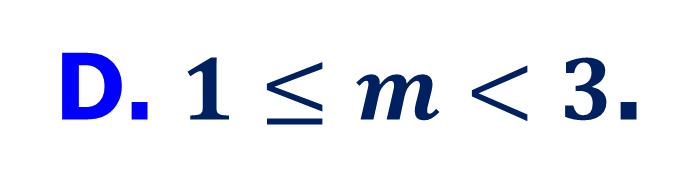 D. 1 ≤ m < 3.